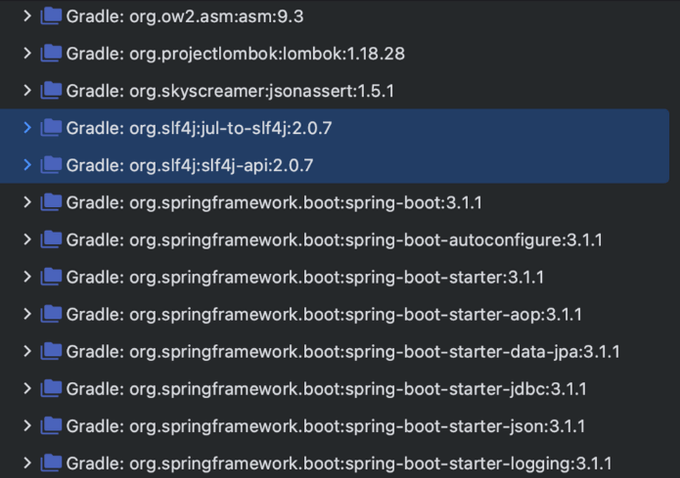 Gradle: org.ow2.asm:asm:9.3
Gradle: org.projectlombok:lombok:1.18.28
Gradle: org.skyscreamer:jsonassert:1.5.1
Gradle: org.slf4j:jul-to-slf4j:2.0.7
Gradle: org.slf4j:slf4j-api:2.0.7
Gradle: org.springframework.boot:spring-boot:3.1.1
Gradle: org.springframework.boot:spring-boot-autoconfigure:3.1.1
Gradle: org.springframework.boot:spring-boot-starter:3.1.1
Gradle: org.springframework.boot:spring-boot-starter-aop:3.1.1
Gradle: org.springframework.boot:spring-boot-starter-data-jpa:3.1.1
Gradle: org.springframework.boot:spring-boot-starter-jdbc:3.1.1
Gradle: org.springframework.boot:spring-boot-starter-json:3.1.1
Gradle: org.springframework.boot:spring-boot-starter-logging:3.1.1